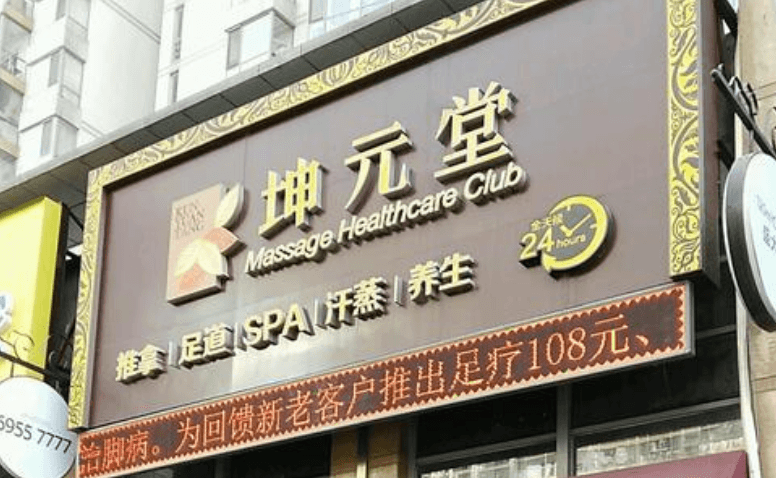 坤元堂
KUN
YUAN
TANG
Massage Healthcare Club
全天候
24 hours
推拿 | 足道 | SPA | 汗蒸 | 养生
治脚病。为回馈新老客户推出足疗108元、
6955 7777